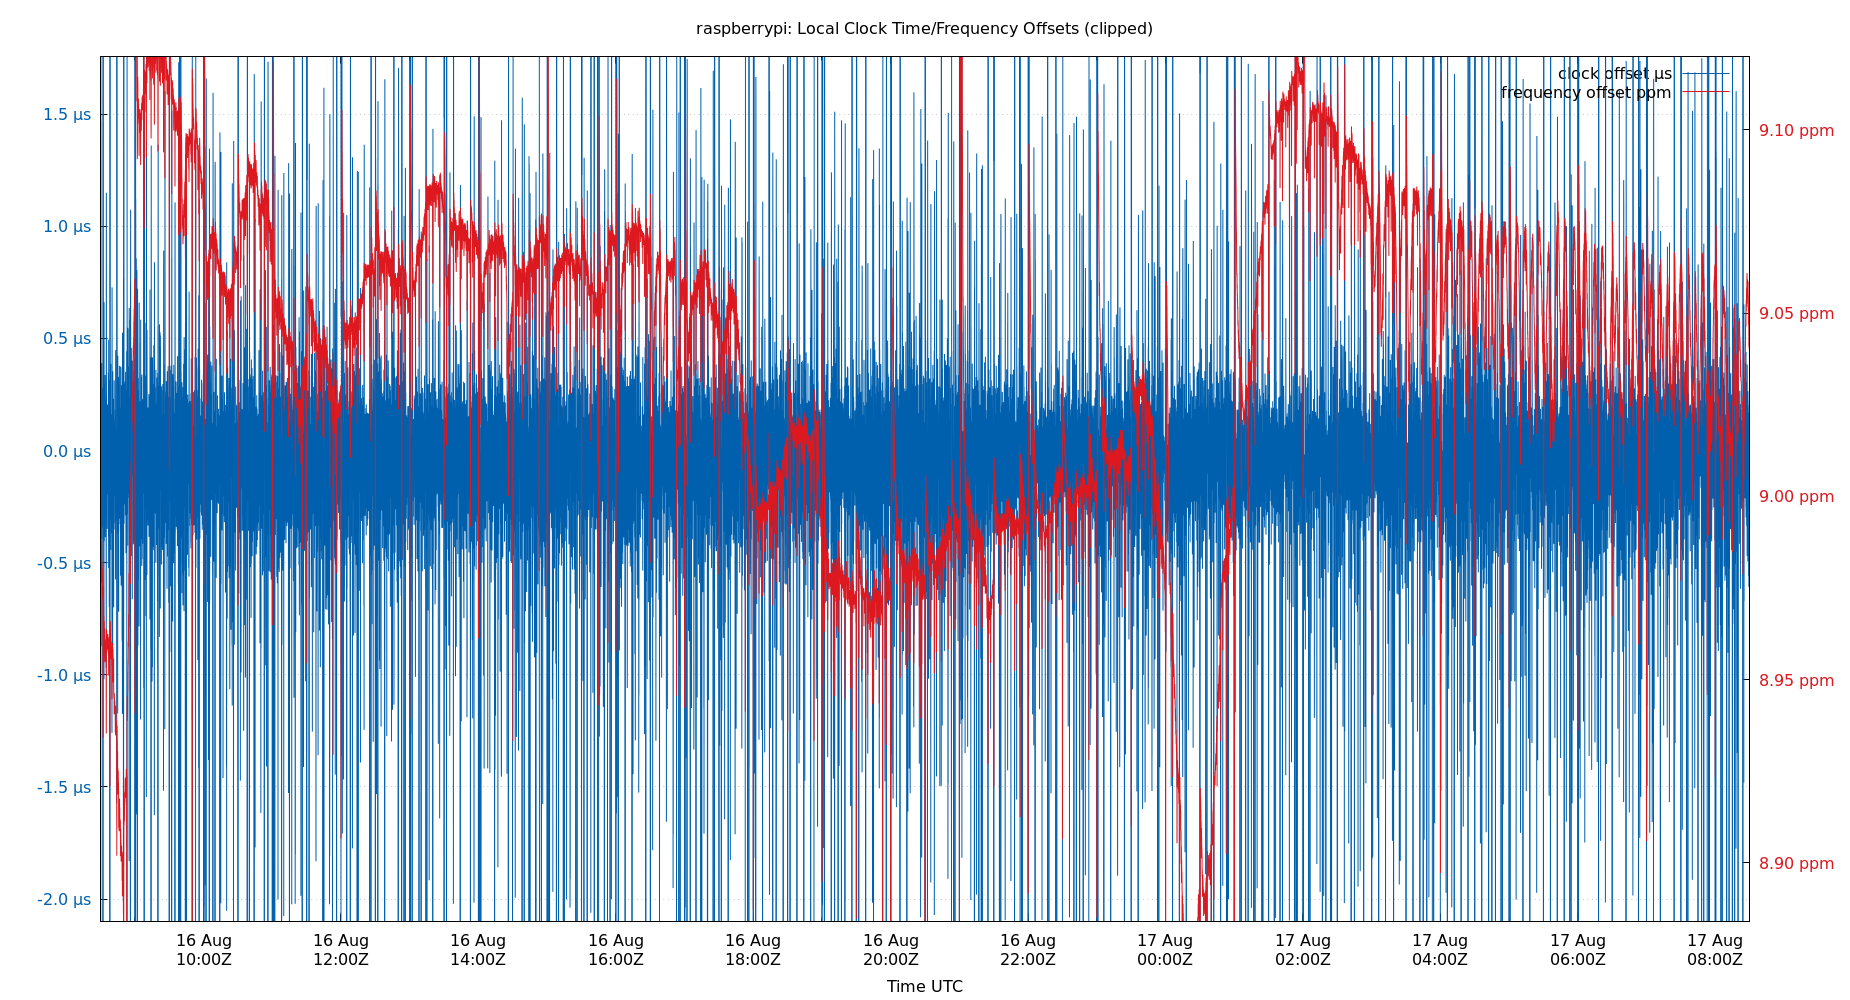 raspberrypi: Local Clock Time/Frequency Offsets (clipped)
clock offset µs
frequency offset ppm
1.5 µs
1.0 µs
0.5 µs
0.0 µs
-0.5 µs
-1.0 µs
-1.5 µs
-2.0 µs
9.10 ppm
9.05 ppm
9.00 ppm
8.95 ppm
8.90 ppm
16 Aug 16 Aug 16 Aug 16 Aug 16 Aug 16 Aug 16 Aug 17 Aug 17 Aug 17 Aug 17 Aug 17 Aug
10:00Z 12:00Z 14:00Z 16:00Z 18:00Z 20:00Z 22:00Z 00:00Z 02:00Z 04:00Z 06:00Z 08:00Z
Time UTC